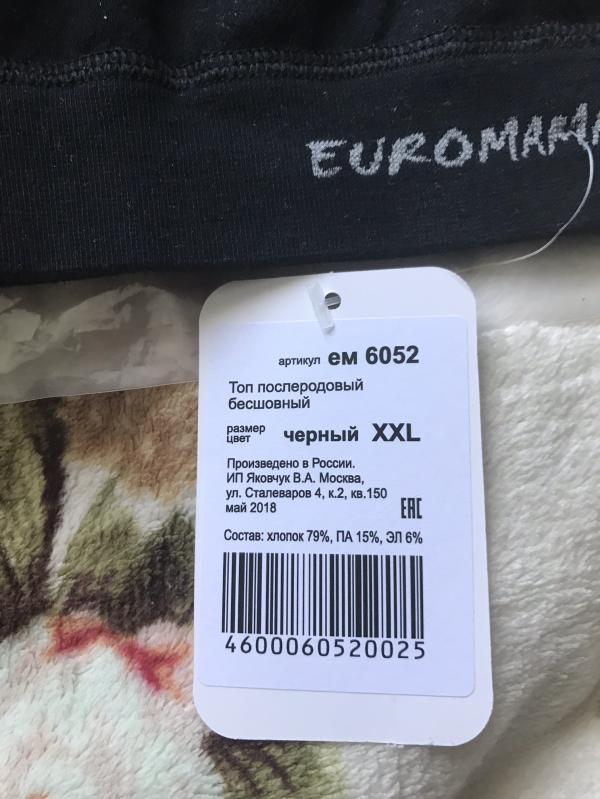 EUROMAMA
артикул ем 6052
Топ послеродовый
бесшовный
размер
цвет черный XXL
Произведено в России.
ИП Яковчук В.А. Москва,
ул. Сталеваров 4, к.2, кв.150
май 2018 EAC
Состав: хлопок 79%, ПА 15%, ЭЛ 6%
4600060520025